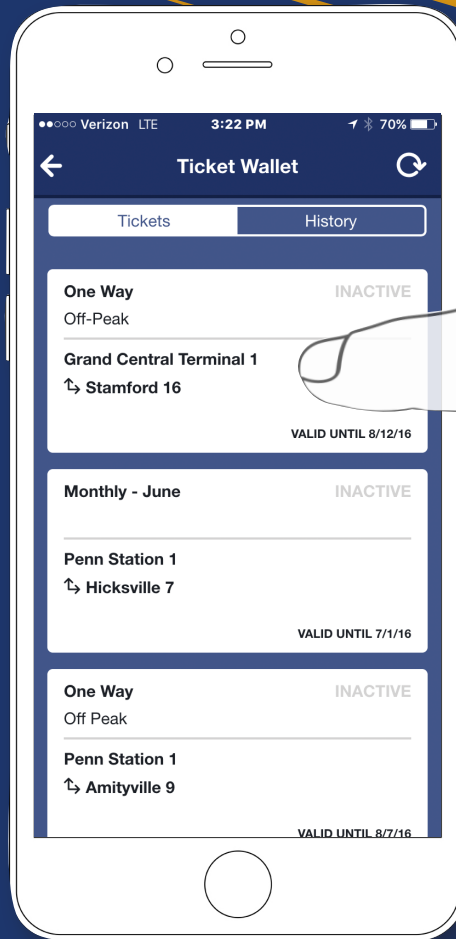 Verizon LTE 3:22 PM 70%
Ticket Wallet
Tickets History
One Way INACTIVE
Off-Peak
Grand Central Terminal 1
Stamford 16
VALID UNTIL 8/12/16
Monthly - June INACTIVE
Penn Station 1
Hicksville 7
VALID UNTIL 7/1/16
One Way INACTIVE
Off Peak
Penn Station 1
Amityville 9
VALID UNTIL 8/7/16